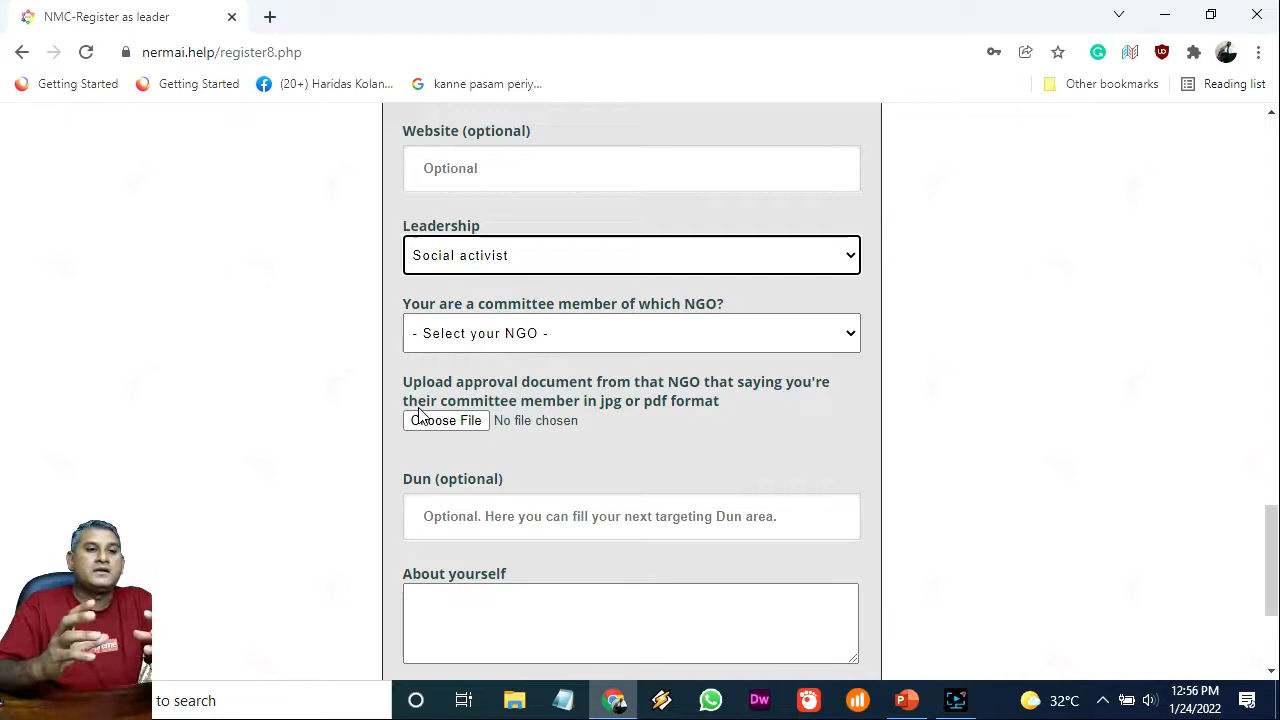 NMC-Register as leader
nermai.help/register8.php
Getting Started
Getting Started
(20+) Haridas Kolan...
kanne pasam periy...
Other bookmarks
Reading list
Website (optional)
Optional
Leadership
Social activist
Your are a committee member of which NGO?
- Select your NGO -
Upload approval document from that NGO that saying you're
their committee member in jpg or pdf format
Choose File No file chosen
Dun (optional)
Optional. Here you can fill your next targeting Dun area.
About yourself
to search
Dw
32°C
12:56 PM
1/24/2022